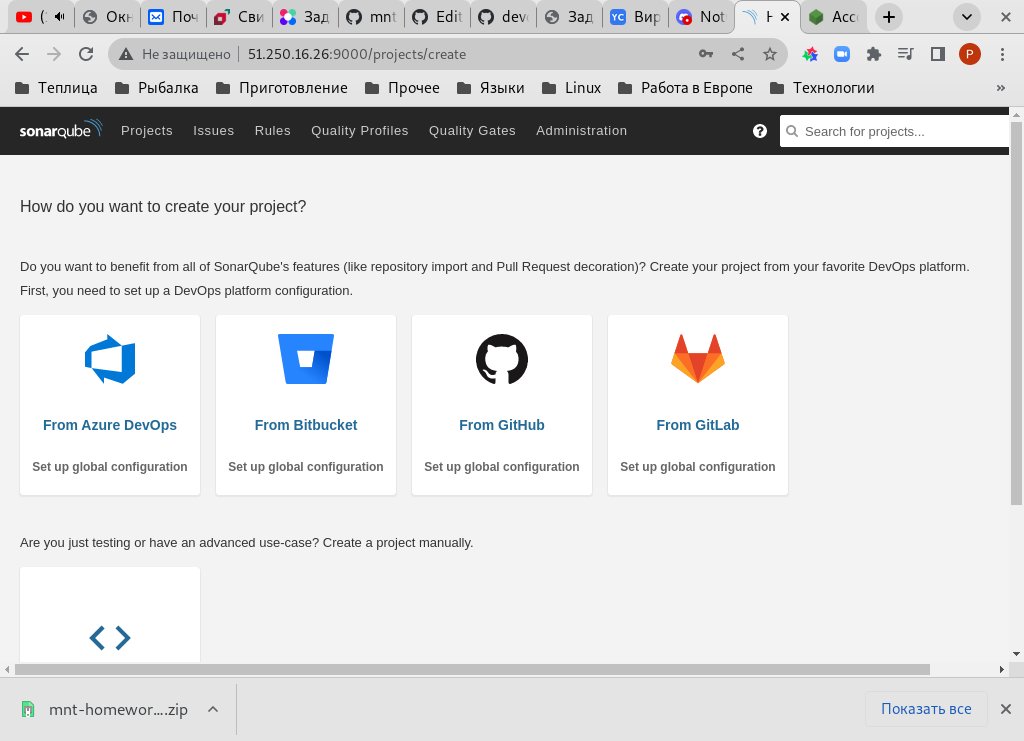 (
Окн
Поч
Сви
Зад
mnt
Edit
devo
Зад
YC Вир
Not
Н
Acco
Не защищено
51.250.16.26:9000/projects/create
P
Теплица
Рыбалка
Приготовление
Прочее
Языки
Linux
Работа в Европе
Технологии
»
sonarqube
Projects
Issues
Rules
Quality Profiles
Quality Gates
Administration
?
Search for projects...
How do you want to create your project?
Do you want to benefit from all of SonarQube's features (like repository import and Pull Request decoration)? Create your project from your favorite DevOps platform.
First, you need to set up a DevOps platform configuration.
From Azure DevOps
From Bitbucket
From GitHub
From GitLab
Set up global configuration
Set up global configuration
Set up global configuration
Set up global configuration
Are you just testing or have an advanced use-case? Create a project manually.
mnt-homewor....zip
Показать все